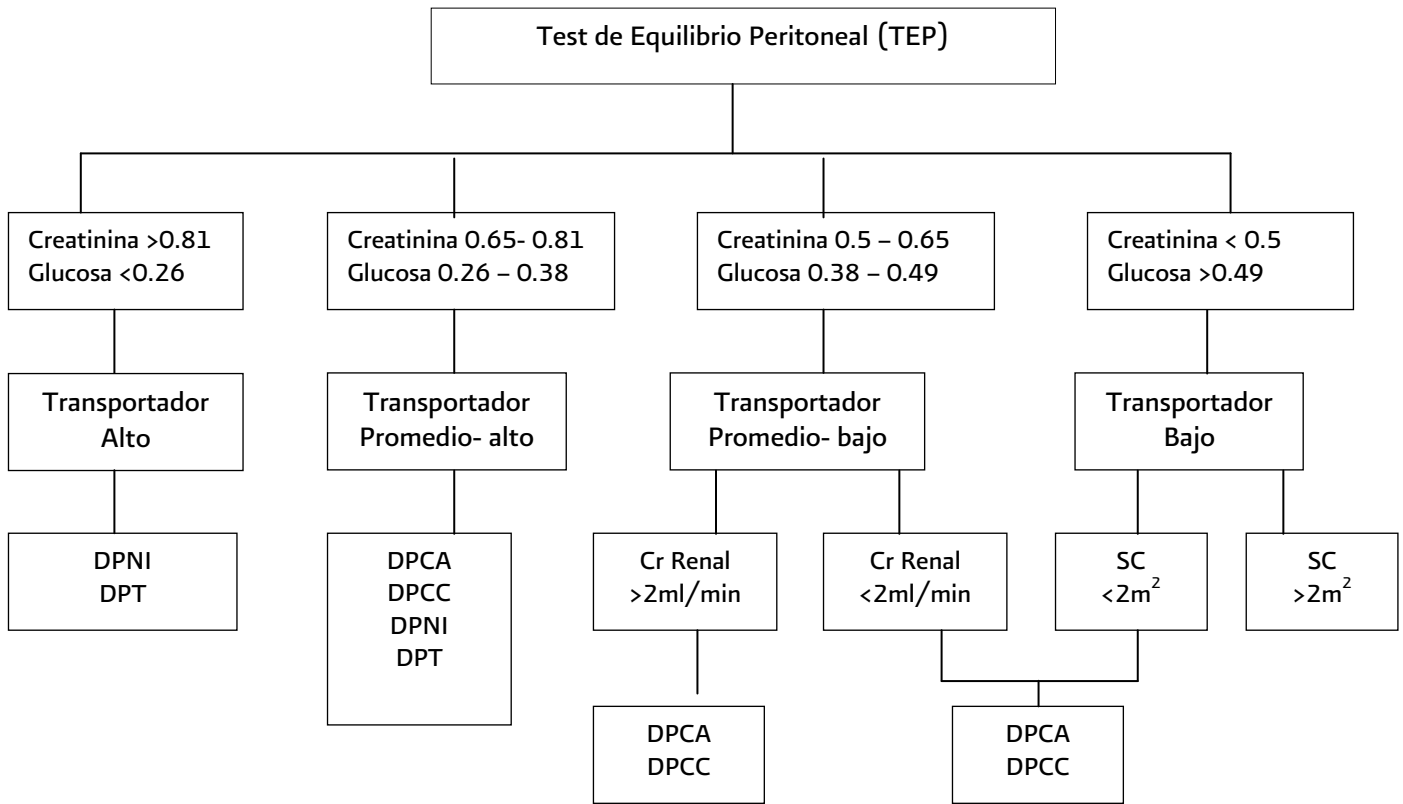 Test de Equilibrio Peritoneal (TEP)
Creatinina >0.81
Glucosa <0.26
Creatinina 0.65- 0.81
Glucosa 0.26 – 0.38
Creatinina 0.5 – 0.65
Glucosa 0.38 – 0.49
Creatinina < 0.5
Glucosa >0.49
Transportador
Alto
Transportador
Promedio- alto
Transportador
Promedio- bajo
Transportador
Bajo
DPNI
DPT
DPCA
DPCC
DPNI
DPT
Cr Renal
>2ml/min
Cr Renal
<2ml/min
SC
<2m²
SC
>2m²
DPCA
DPCC
DPCA
DPCC